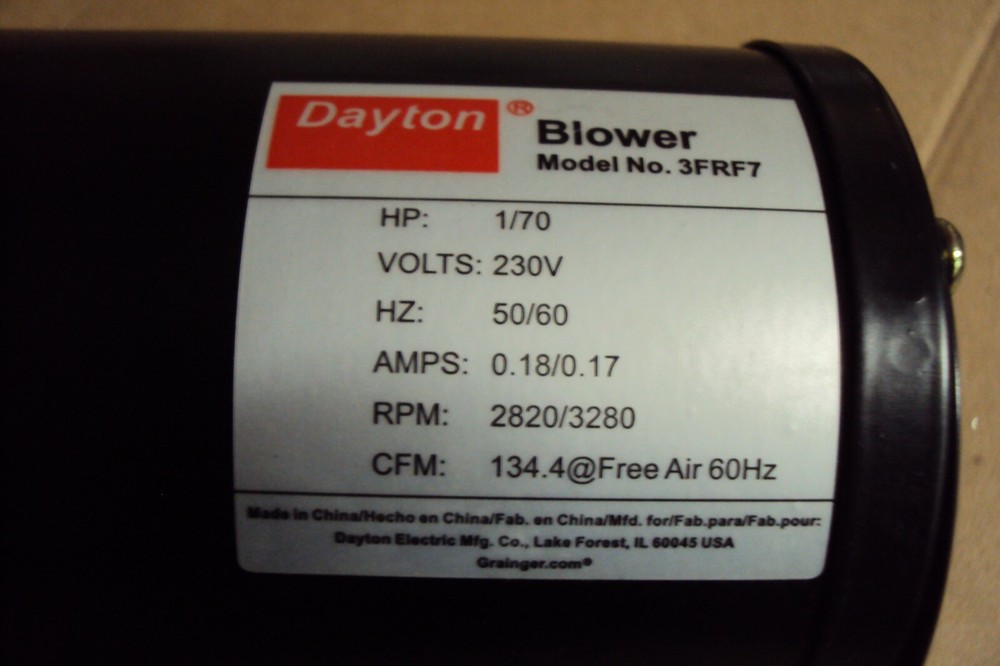 Dayton®
Blower
Model No. 3FRF7
HP: 1/70
VOLTS: 230V
HZ: 50/60
AMPS: 0.18/0.17
RPM: 2820/3280
CFM: 134.4@Free Air 60Hz
Made in China/Hecho en China/Fab. en China/Mfd. for/Fab.para/Fab.pour:
Dayton Electric Mfg. Co., Lake Forest, IL 60045 USA
Grainger.com®